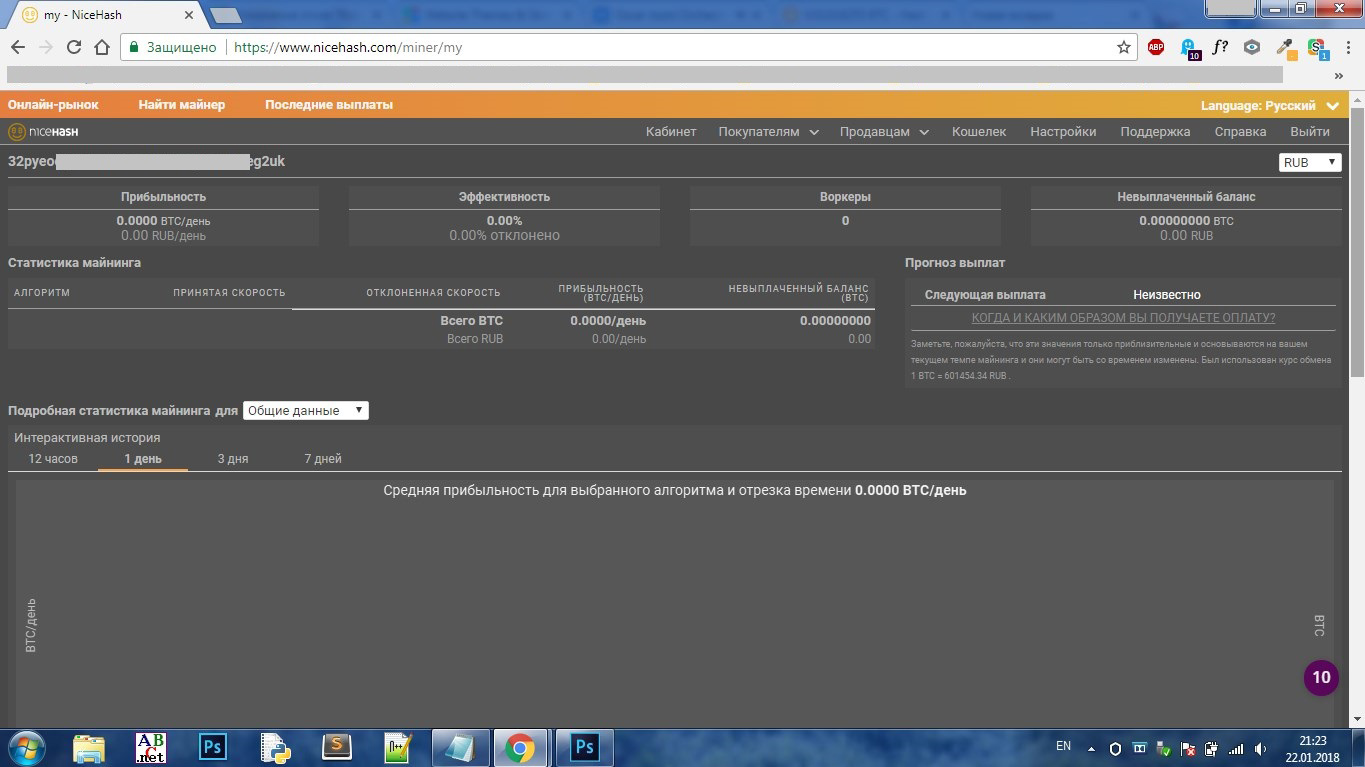 my - NiceHash
Защищено https://www.nicehash.com/miner/my
ABP 10 f? 1
»
Онлайн-рынок Найти майнер Последние выплаты Language: Русский
niceHASH Кабинет Покупателям Продавцам Кошелек Настройки Поддержка Справка Выйти
32pyeo eg2uk RUB
Прибыльность Эффективность Воркеры Невыплаченный баланс
0.0000 BTC/день 0.00% 0 0.00000000 BTC
0.00 RUB/день 0.00% отклонено 0.00 RUB
Статистика майнинга
АЛГОРИТМ ПРИНЯТАЯ СКОРОСТЬ ОТКЛОНЕННАЯ СКОРОСТЬ ПРИБЫЛЬНОСТЬ (BTC/ДЕНЬ) НЕВЫПЛАЧЕННЫЙ БАЛАНС (BTC)
Всего BTC 0.0000/день 0.00000000
Всего RUB 0.00/день 0.00
Прогноз выплат
Следующая выплата Неизвестно
КОГДА И КАКИМ ОБРАЗОМ ВЫ ПОЛУЧАЕТЕ ОПЛАТУ?
Заметьте, пожалуйста, что эти значения только приблизительные и основываются на вашем
текущем темпе майнинга и они могут быть со временем изменены. Был использован курс обмена
1 BTC = 601454.34 RUB .
Подробная статистика майнинга для Общие данные
Интерактивная история
12 часов 1 день 3 дня 7 дней
Средняя прибыльность для выбранного алгоритма и отрезка времени 0.0000 BTC/день
BTC/день
BTC
10
ABC.net Ps S n++ Ps
EN
21:23
22.01.2018